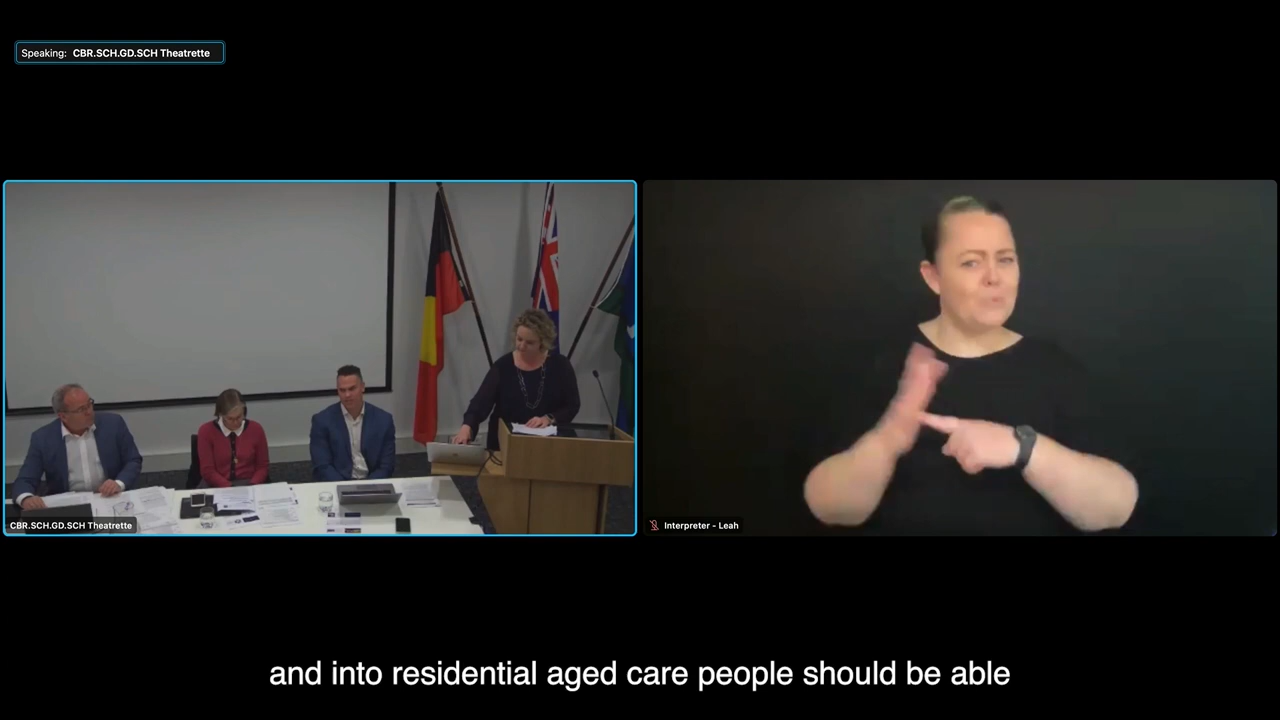 Speaking: CBR.SCH.GD.SCH Theatrette
CBR.SCH.GD.SCH Theatrette
Interpreter - Leah
and into residential aged care people should be able